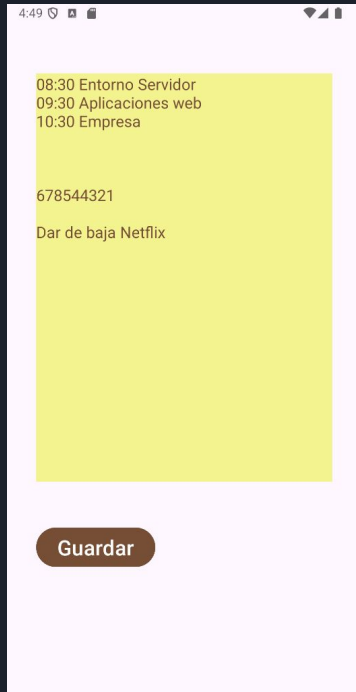 4:49
08:30 Entorno Servidor
09:30 Aplicaciones web
10:30 Empresa
678544321
Dar de baja Netflix
Guardar